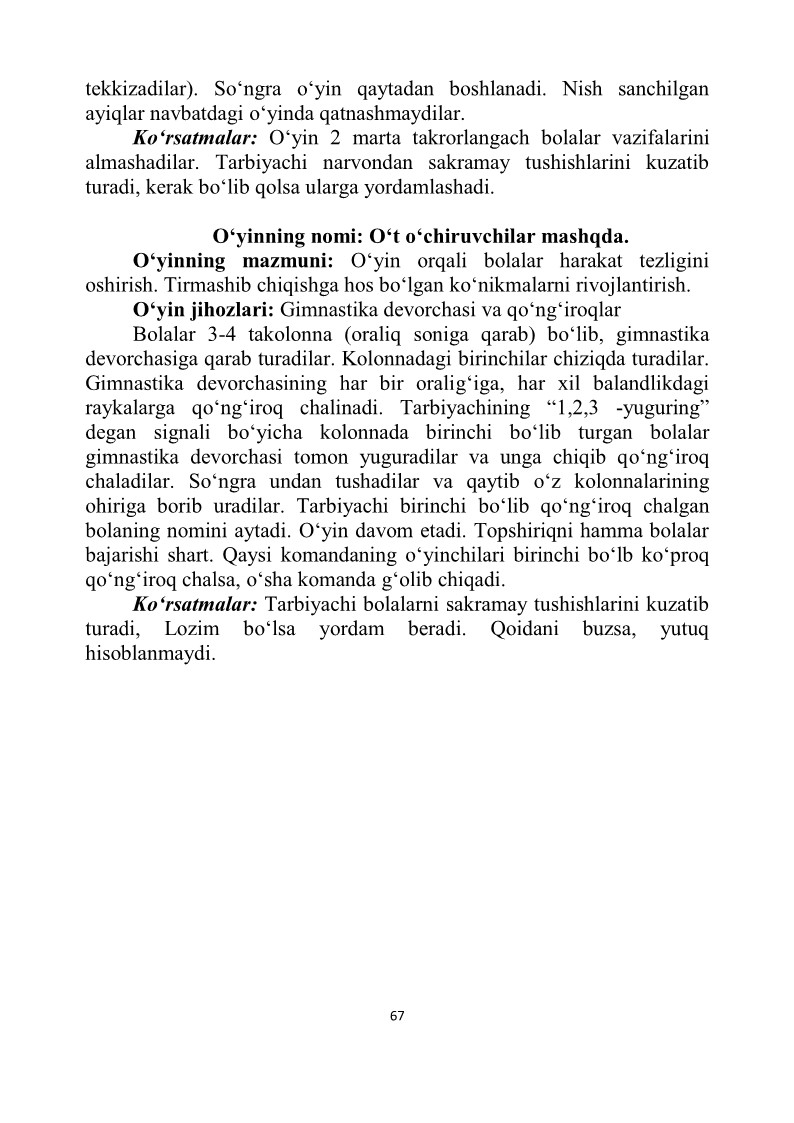 tekkizadilar). So‘ngra o‘yin qaytadan boshlanadi. Nish sanchilgan
ayiqlar navbatdagi o‘yinda qatnashmaydilar.
Ko‘rsatmalar: O‘yin 2 marta takrorlangach bolalar vazifalarini
almashadilar. Tarbiyachi narvondan sakramay tushishlarini kuzatib
turadi, kerak bo‘lib qolsa ularga yordamlashadi.
O‘yinning nomi: O‘t o‘chiruvchilar mashqda.
O‘yinning mazmuni: O‘yin orqali bolalar harakat tezligini
oshirish. Tirmashib chiqishga hos bo‘lgan ko‘nikmalarni rivojlantirish.
O‘yin jihozlari: Gimnastika devorchasi va qo‘ng‘iroqlar
Bolalar 3-4 takolonna (oraliq soniga qarab) bo‘lib, gimnastika
devorchasiga qarab turadilar. Kolonnadagi birinchilar chiziqda turadilar.
Gimnastika devorchasining har bir oralig‘iga, har xil balandlikdagi
raykalarga qo‘ng‘iroq chalinadi. Tarbiyachining “1,2,3 -yuguring”
degan signali bo‘yicha kolonnada birinchi bo‘lib turgan bolalar
gimnastika devorchasi tomon yuguradilar va unga chiqib qo‘ng‘iroq
chaladilar. So‘ngra undan tushadilar va qaytib o‘z kolonnalarining
ohiriga borib uradilar. Tarbiyachi birinchi bo‘lib qo‘ng‘iroq chalgan
bolaning nomini aytadi. O‘yin davom etadi. Topshiriqni hamma bolalar
bajarishi shart. Qaysi komandaning o‘yinchilari birinchi bo‘lb ko‘proq
qo‘ng‘iroq chalsa, o‘sha komanda g‘olib chiqadi.
Ko‘rsatmalar: Tarbiyachi bolalarni sakramay tushishlarini kuzatib
turadi, Lozim bo‘lsa yordam beradi. Qoidani buzsa, yutuq
hisoblanmaydi.
67